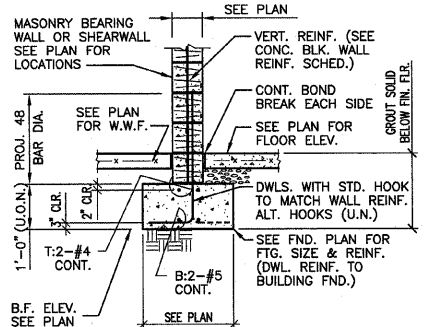 SEE PLAN
MASONRY BEARING
WALL OR SHEARWALL
SEE PLAN FOR
LOCATIONS
VERT. REINF. (SEE
CONC. BLK. WALL
REINF. SCHED.)
CONT. BOND
BREAK EACH SIDE
GROUT SOLID
BELOW FIN. FLR.
PROJ. 48
BAR DIA.
SEE PLAN
FOR W.W.F.
SEE PLAN FOR
FLOOR ELEV.
1'-0" (U.O.N.)
3" CLR.
2" CLR.
DWLS. WITH STD. HOOK
TO MATCH WALL REINF.
ALT. HOOKS (U.N.)
T:2-#4
CONT.
B:2-#5
CONT.
SEE FND. PLAN FOR
FTG. SIZE & REINF.
(DWL. REINF. TO
BUILDING FND.)
B.F. ELEV.
SEE PLAN
SEE PLAN